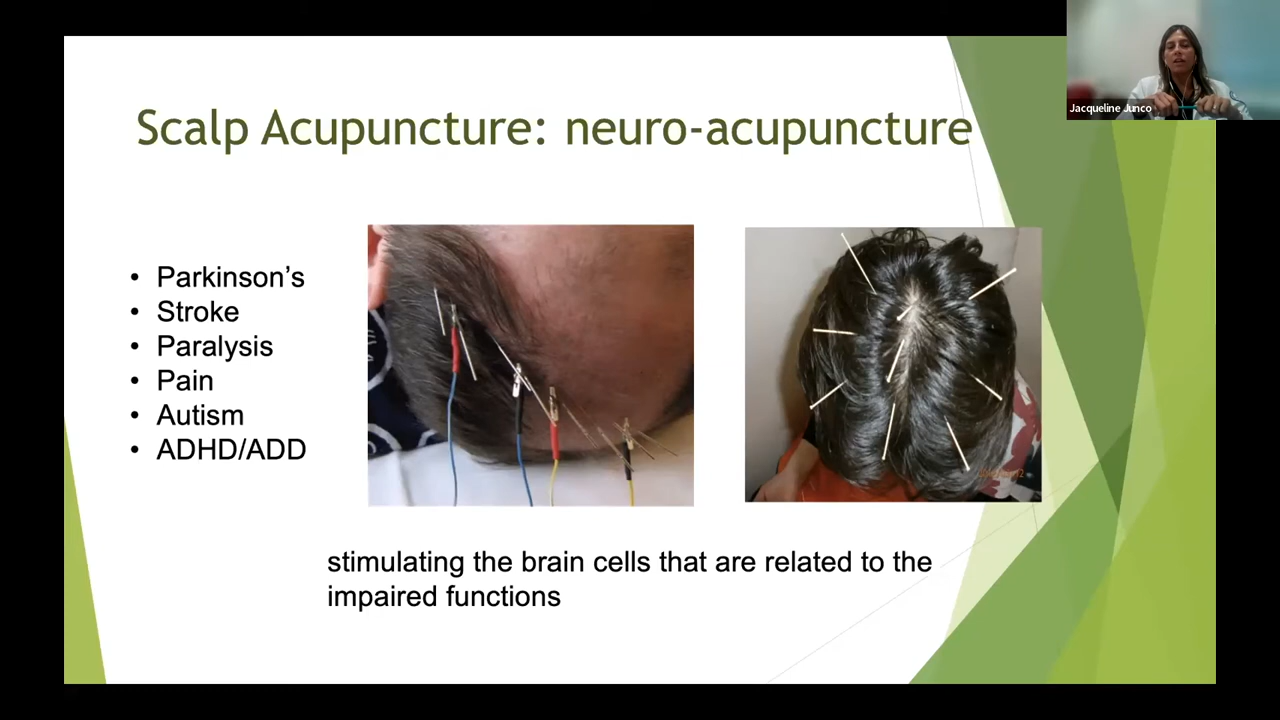 Jacqueline Junco
Scalp Acupuncture: neuro-acupuncture
• Parkinson’s
• Stroke
• Paralysis
• Pain
• Autism
• ADHD/ADD
stimulating the brain cells that are related to the
impaired functions